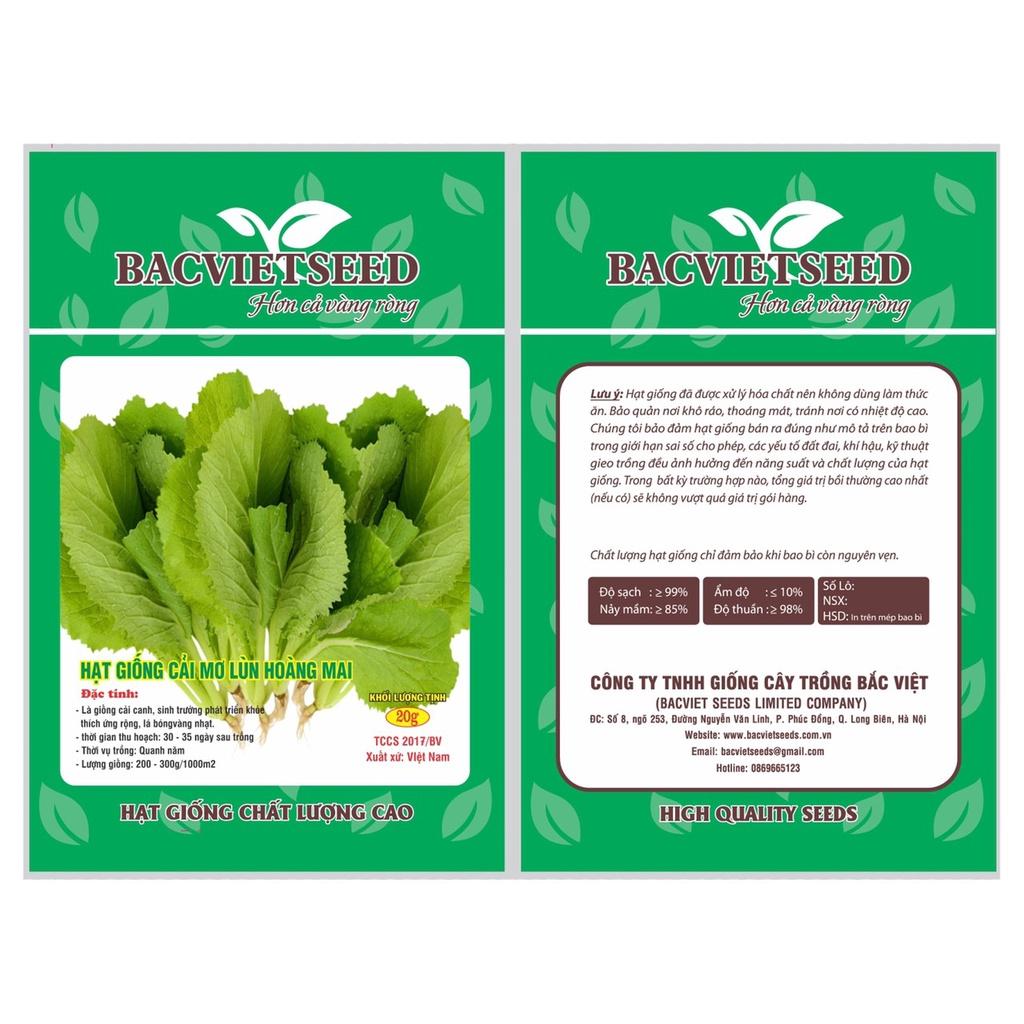 BACVIETSEED
Hơn cả vàng ròng
HẠT GIỐNG CẢI MƠ LÙN HOÀNG MAI
Đặc tính:
- Là giống cải canh, sinh trưởng phát triển khỏe
thích ứng rộng, lá bóngvàng nhạt.
- thời gian thu hoạch: 30 - 35 ngày sau trồng
- Thời vụ trồng: Quanh năm
- Lượng giống: 200 - 300g/1000m2
KHỐI LƯỢNG TỊNH
20g
TCCS 2017/BV
Xuất xứ: Việt Nam
HẠT GIỐNG CHẤT LƯỢNG CAO
BACVIETSEED
Hơn cả vàng ròng
Lưu ý: Hạt giống đã được xử lý hóa chất nên không dùng làm thức
ăn. Bảo quản nơi khô ráo, thoáng mát, tránh nơi có nhiệt độ cao.
Chúng tôi bảo đảm hạt giống bán ra đúng như mô tả trên bao bì
trong giới hạn sai số cho phép, các yếu tố đất đai, khí hậu, kỹ thuật
gieo trồng đều ảnh hưởng đến năng suất và chất lượng của hạt
giống. Trong bất kỳ trường hợp nào, tổng giá trị bồi thường cao nhất
(nếu có) sẽ không vượt quá giá trị gói hàng.
Chất lượng hạt giống chỉ đảm bảo khi bao bì còn nguyên vẹn.
Độ sạch : ≥ 99%
Nảy mầm: ≥ 85%
Ẩm độ : ≤ 10%
Độ thuần : ≥ 98%
Số Lô:
NSX:
HSD: In trên mép bao bì
CÔNG TY TNHH GIỐNG CÂY TRỒNG BẮC VIỆT
(BACVIET SEEDS LIMITED COMPANY)
ĐC: Số 8, ngõ 253, Đường Nguyễn Văn Linh, P. Phúc Đồng, Q. Long Biên, Hà Nội
Website: www.bacvietseeds.com.vn
Email: bacvietseeds@gmail.com
Hotline: 0869665123
HIGH QUALITY SEEDS